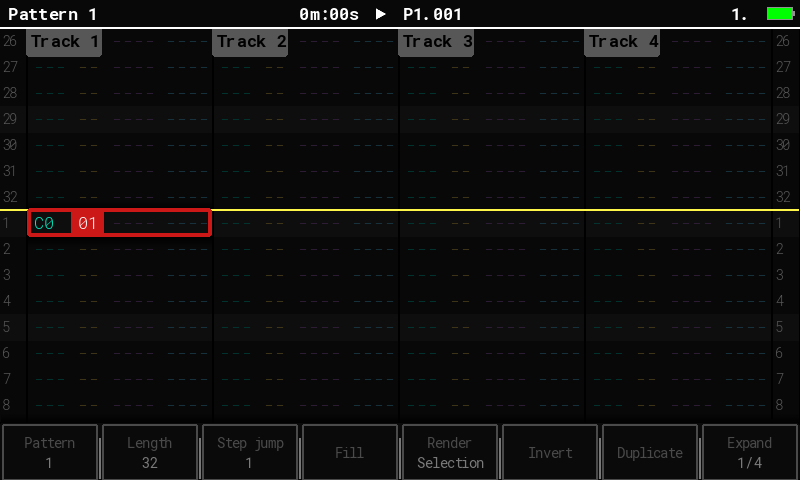 Pattern 1 0m:00s P1.001 1.
26 Track 1 --- -- ---- ---- Track 2 --- -- ---- ---- Track 3 --- -- ---- ---- Track 4 --- -- ---- ---- 26
27 --- -- ---- ---- --- -- ---- ---- --- -- ---- ---- --- -- ---- ---- 27
28 --- -- ---- ---- --- -- ---- ---- --- -- ---- ---- --- -- ---- ---- 28
29 --- -- ---- ---- --- -- ---- ---- --- -- ---- ---- --- -- ---- ---- 29
30 --- -- ---- ---- --- -- ---- ---- --- -- ---- ---- --- -- ---- ---- 30
31 --- -- ---- ---- --- -- ---- ---- --- -- ---- ---- --- -- ---- ---- 31
32 --- -- ---- ---- --- -- ---- ---- --- -- ---- ---- --- -- ---- ---- 32
1 C0 01 --- -- ---- ---- --- -- ---- ---- --- -- ---- ---- 1
2 --- -- ---- ---- --- -- ---- ---- --- -- ---- ---- --- -- ---- ---- 2
3 --- -- ---- ---- --- -- ---- ---- --- -- ---- ---- --- -- ---- ---- 3
4 --- -- ---- ---- --- -- ---- ---- --- -- ---- ---- --- -- ---- ---- 4
5 --- -- ---- ---- --- -- ---- ---- --- -- ---- ---- --- -- ---- ---- 5
6 --- -- ---- ---- --- -- ---- ---- --- -- ---- ---- --- -- ---- ---- 6
7 --- -- ---- ---- --- -- ---- ---- --- -- ---- ---- --- -- ---- ---- 7
8 --- -- ---- ---- --- -- ---- ---- --- -- ---- ---- --- -- ---- ---- 8
Pattern
1
Length
32
Step jump
1
Fill
Render
Selection
Invert
Duplicate
Expand
1/4